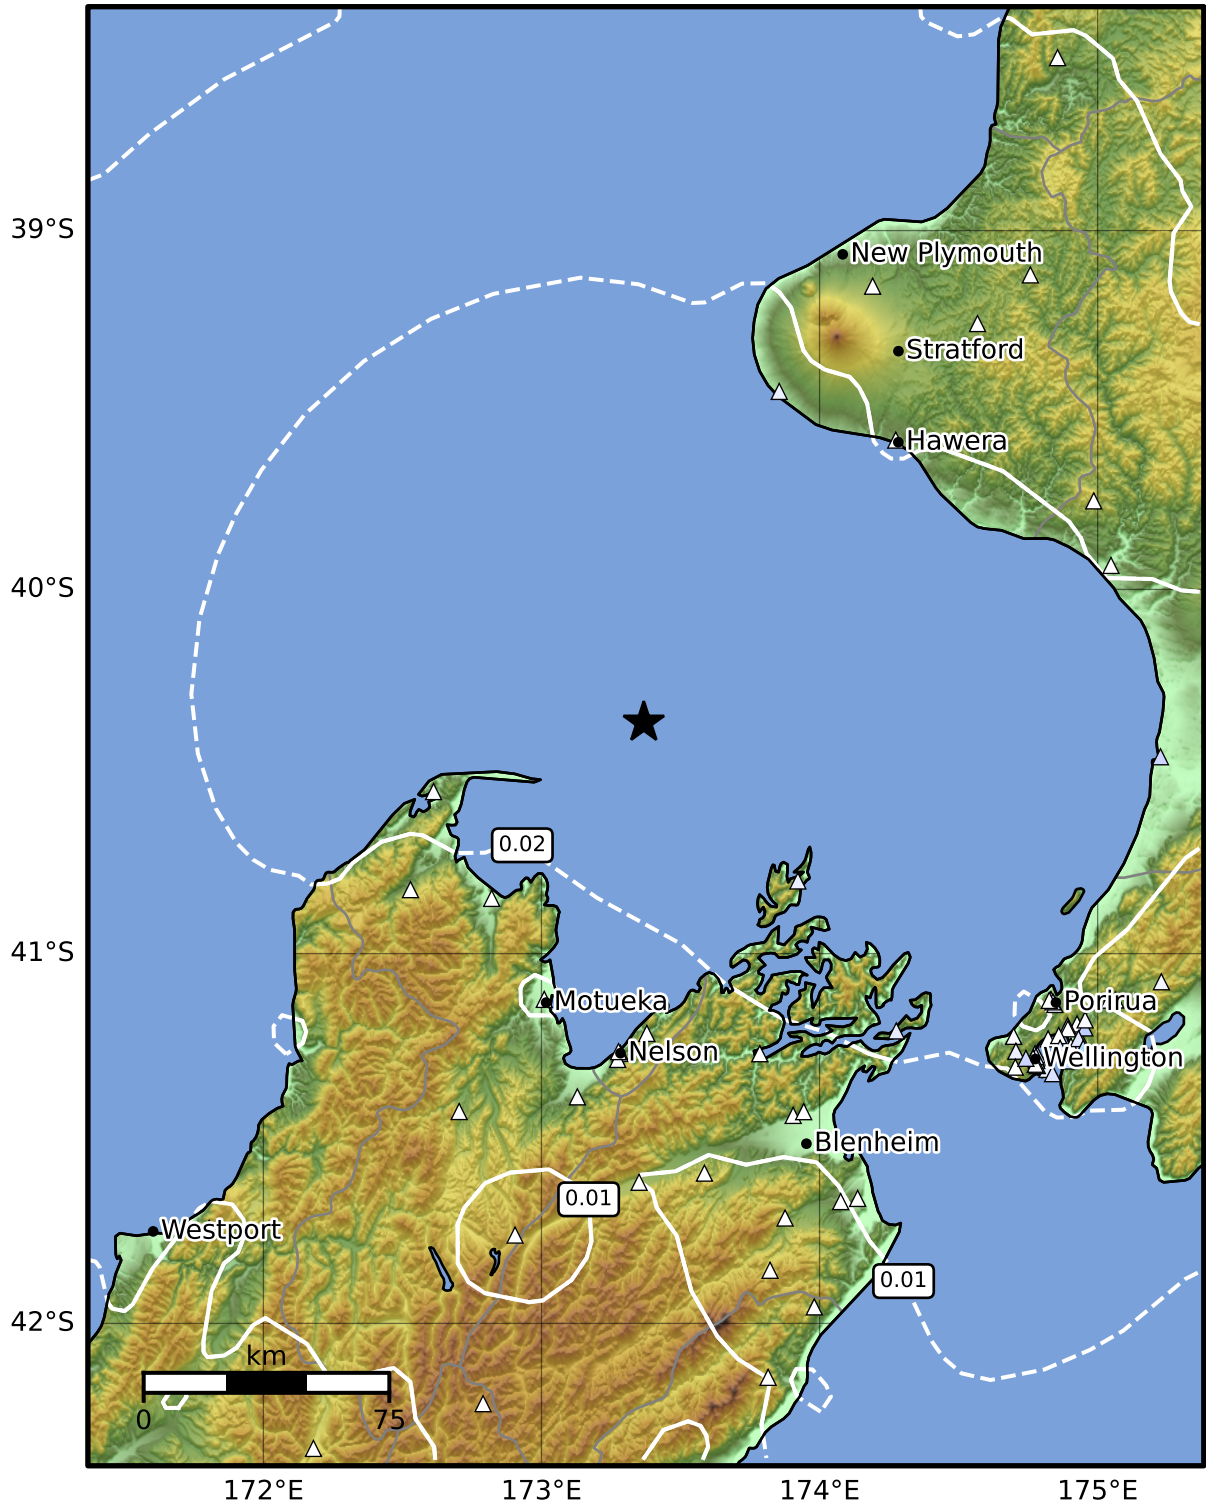 39°S
New Plymouth
Stratford
Hawera
40°S
0.02
41°S
Motueka
Porirua
Nelson
Wellington
Blenheim
0.01
Westport
0.01
42°S
km
0
75
172°E
173°E
174°E
175°E